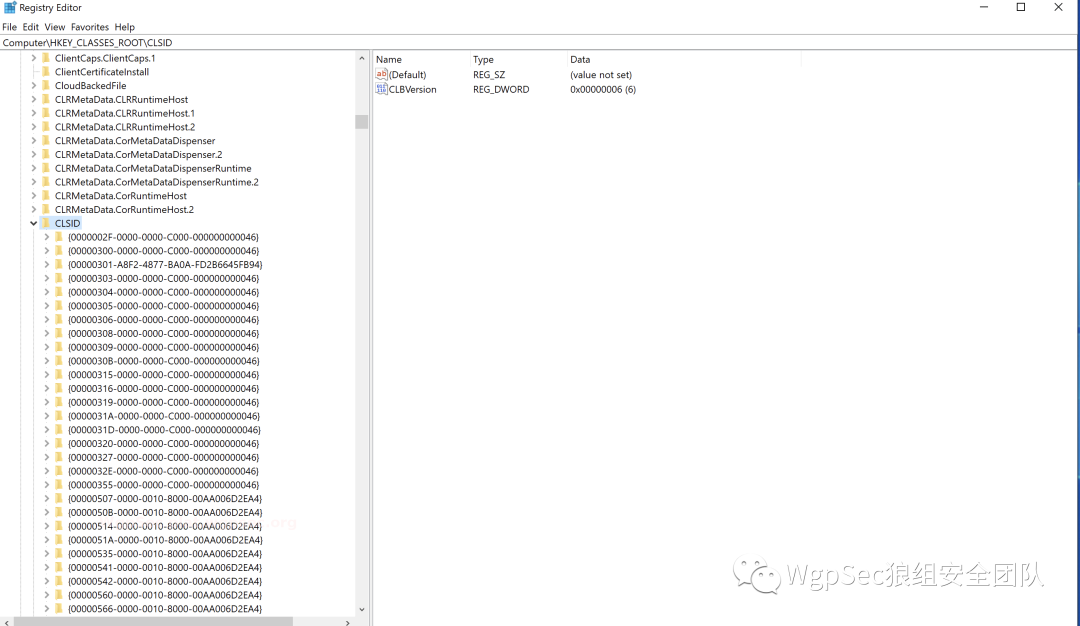 Registry Editor
File Edit View Favorites Help
Computer\HKEY_CLASSES_ROOT\CLSID
ClientCaps.ClientCaps.1
ClientCertificateInstall
CloudBackedFile
CLRMetaData.CLRRuntimeHost
CLRMetaData.CLRRuntimeHost.1
CLRMetaData.CLRRuntimeHost.2
CLRMetaData.CorMetaDataDispenser
CLRMetaData.CorMetaDataDispenser.2
CLRMetaData.CorMetaDataDispenserRuntime
CLRMetaData.CorMetaDataDispenserRuntime.2
CLRMetaData.CorRuntimeHost
CLRMetaData.CorRuntimeHost.2
CLSID
{0000002F-0000-0000-C000-000000000046}
{00000300-0000-0000-C000-000000000046}
{00000301-A8F2-4877-BA0A-FD2B6645FB94}
{00000303-0000-0000-C000-000000000046}
{00000304-0000-0000-C000-000000000046}
{00000305-0000-0000-C000-000000000046}
{00000306-0000-0000-C000-000000000046}
{00000308-0000-0000-C000-000000000046}
{00000309-0000-0000-C000-000000000046}
{0000030B-0000-0000-C000-000000000046}
{00000315-0000-0000-C000-000000000046}
{00000316-0000-0000-C000-000000000046}
{00000319-0000-0000-C000-000000000046}
{0000031A-0000-0000-C000-000000000046}
{0000031D-0000-0000-C000-000000000046}
{00000320-0000-0000-C000-000000000046}
{00000327-0000-0000-C000-000000000046}
{0000032E-0000-0000-C000-000000000046}
{00000355-0000-0000-C000-000000000046}
{00000507-0000-0010-8000-00AA006D2EA4}
{0000050B-0000-0010-8000-00AA006D2EA4}
{00000514-0000-0010-8000-00AA006D2EA4}
{0000051A-0000-0010-8000-00AA006D2EA4}
{00000535-0000-0010-8000-00AA006D2EA4}
{00000541-0000-0010-8000-00AA006D2EA4}
{00000542-0000-0010-8000-00AA006D2EA4}
{00000560-0000-0010-8000-00AA006D2EA4}
{00000566-0000-0010-8000-00AA006D2EA4}
Name Type Data
(Default) REG_SZ (value not set)
CLBVersion REG_DWORD 0x00000006 (6)
WgpSec狼组安全团队